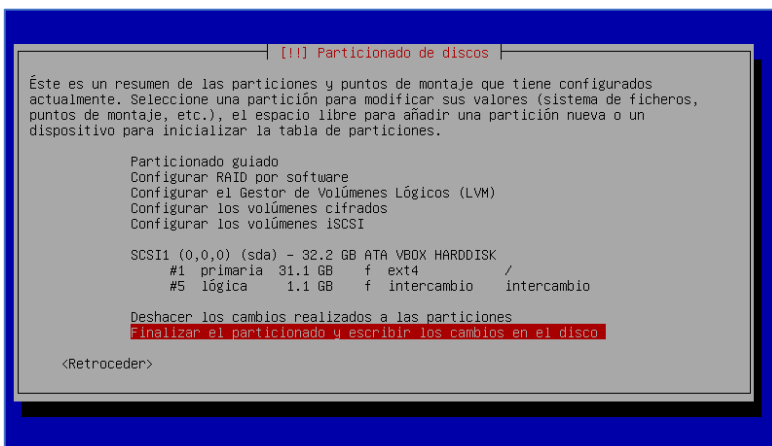 [!!] Particionado de discos
Éste es un resumen de las particiones y puntos de montaje que tiene configurados
actualmente. Seleccione una partición para modificar sus valores (sistema de ficheros,
puntos de montaje, etc.), el espacio libre para añadir una partición nueva o un
dispositivo para inicializar la tabla de particiones.
Particionado guiado
Configurar RAID por software
Configurar el Gestor de Volúmenes Lógicos (LVM)
Configurar los volúmenes cifrados
Configurar los volúmenes iSCSI
SCSI1 (0,0,0) (sda) – 32.2 GB ATA VBOX HARDDISK
#1 primaria 31.1 GB f ext4 /
#5 lógica 1.1 GB f intercambio intercambio
Deshacer los cambios realizados a las particiones
Finalizar el particionado y escribir los cambios en el disco
<Retroceder>